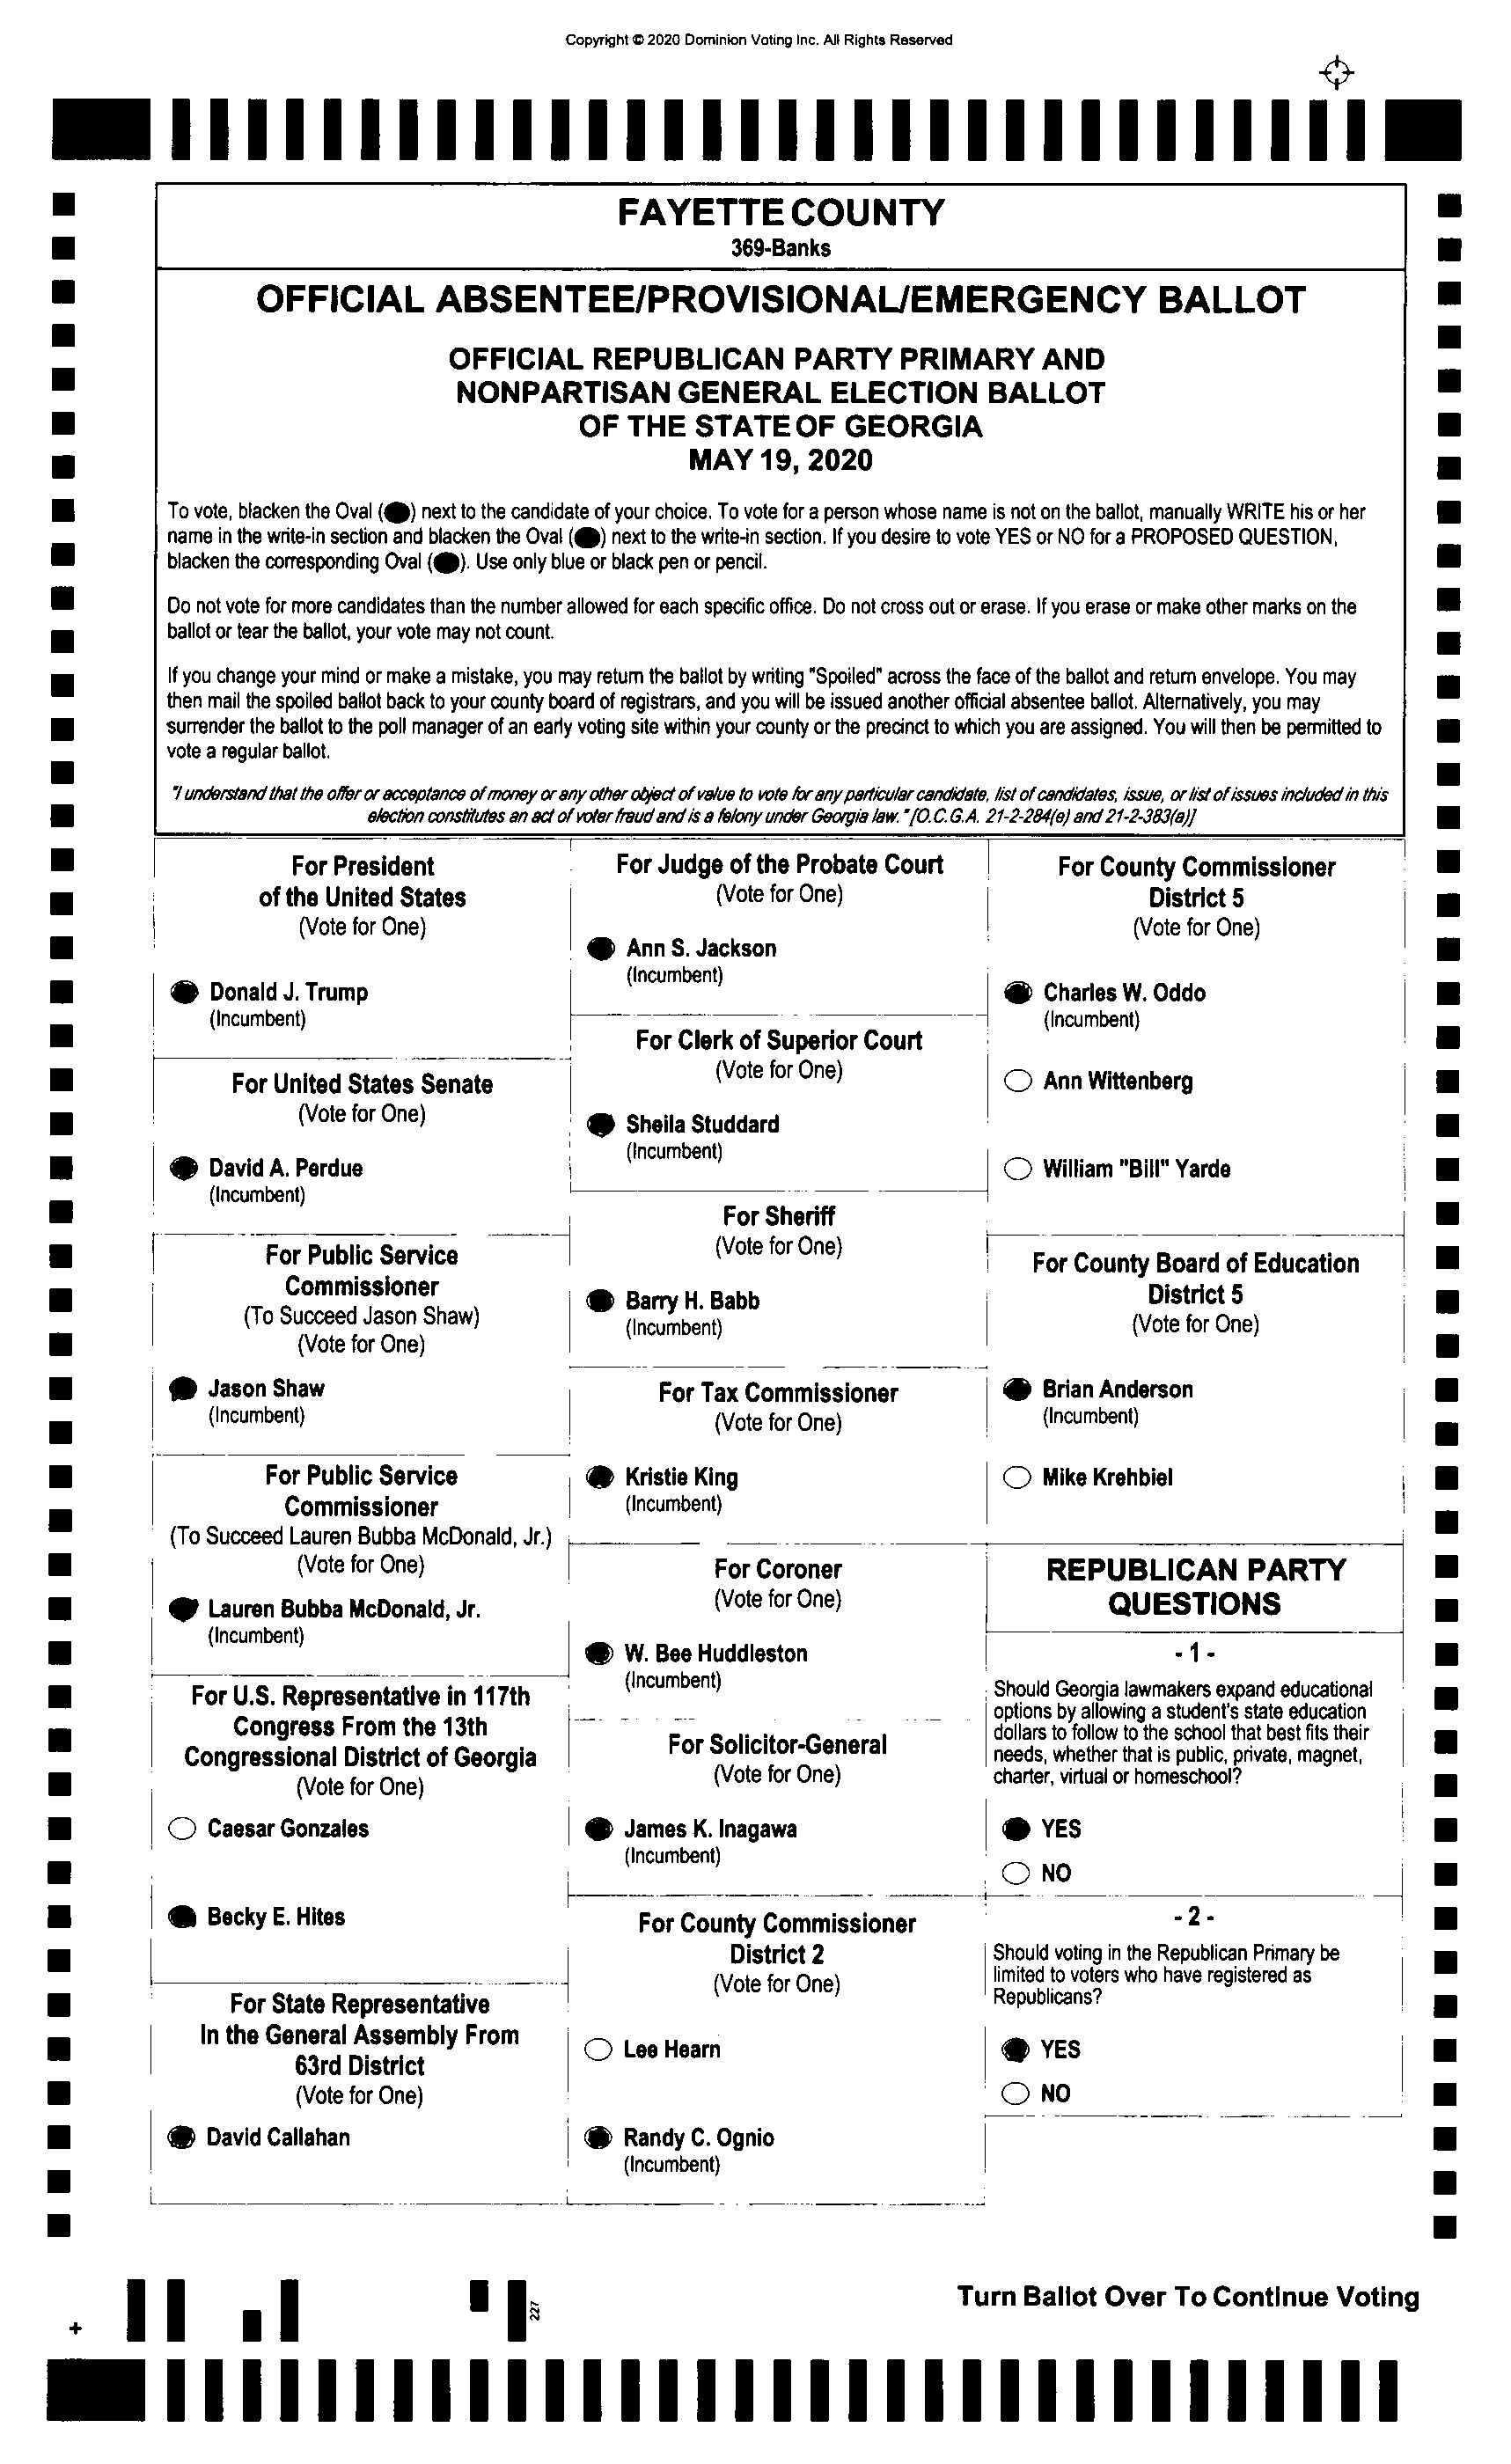 Copyright © 2020 Dominion Voting Inc. All Rights Reserved
FAYETTE COUNTY
369-Banks
OFFICIAL ABSENTEE/PROVISIONAL/EMERGENCY BALLOT
OFFICIAL REPUBLICAN PARTY PRIMARY AND
NONPARTISAN GENERAL ELECTION BALLOT
OF THE STATE OF GEORGIA
MAY 19, 2020
To vote, blacken the Oval () next to the candidate of your choice. To vote for a person whose name is not on the ballot, manually WRITE his or her
name in the write-in section and blacken the Oval () next to the write-in section. If you desire to vote YES or NO for a PROPOSED QUESTION,
blacken the corresponding Oval (). Use only blue or black pen or pencil.
Do not vote for more candidates than the number allowed for each specific office. Do not cross out or erase. If you erase or make other marks on the
ballot or tear the ballot, your vote may not count.
If you change your mind or make a mistake, you may return the ballot by writing "Spoiled" across the face of the ballot and return envelope. You may
then mail the spoiled ballot back to your county board of registrars, and you will be issued another official absentee ballot. Alternatively, you may
surrender the ballot to the poll manager of an early voting site within your county or the precinct to which you are assigned. You will then be permitted to
vote a regular ballot.
"I understand that the offer or acceptance of money or any other object of value to vote for any particular candidate, list of candidates, issue, or list of issues included in this
election constitutes an act of voter fraud and is a felony under Georgia law." [O.C.G.A. 21-2-284(e) and 21-2-383(a)]
For President
of the United States
(Vote for One)
Donald J. Trump
(Incumbent)
For United States Senate
(Vote for One)
David A. Perdue
(Incumbent)
For Public Service
Commissioner
(To Succeed Jason Shaw)
(Vote for One)
Jason Shaw
(Incumbent)
For Public Service
Commissioner
(To Succeed Lauren Bubba McDonald, Jr.)
(Vote for One)
Lauren Bubba McDonald, Jr.
(Incumbent)
For U.S. Representative in 117th
Congress From the 13th
Congressional District of Georgia
(Vote for One)
Caesar Gonzales
Becky E. Hites
For State Representative
In the General Assembly From
63rd District
(Vote for One)
David Callahan
For Judge of the Probate Court
(Vote for One)
Ann S. Jackson
(Incumbent)
For Clerk of Superior Court
(Vote for One)
Sheila Studdard
(Incumbent)
For Sheriff
(Vote for One)
Barry H. Babb
(Incumbent)
For Tax Commissioner
(Vote for One)
Kristie King
(Incumbent)
For Coroner
(Vote for One)
W. Bee Huddleston
(Incumbent)
For Solicitor-General
(Vote for One)
James K. Inagawa
(Incumbent)
For County Commissioner
District 2
(Vote for One)
Lee Hearn
Randy C. Ognio
(Incumbent)
For County Commissioner
District 5
(Vote for One)
Charles W. Oddo
(Incumbent)
Ann Wittenberg
William "Bill" Yarde
For County Board of Education
District 5
(Vote for One)
Brian Anderson
(Incumbent)
Mike Krehbiel
REPUBLICAN PARTY
QUESTIONS
- 1 -
Should Georgia lawmakers expand educational
options by allowing a student's state education
dollars to follow to the school that best fits their
needs, whether that is public, private, magnet,
charter, virtual or homeschool?
YES
NO
- 2 -
Should voting in the Republican Primary be
limited to voters who have registered as
Republicans?
YES
NO
Turn Ballot Over To Continue Voting
227